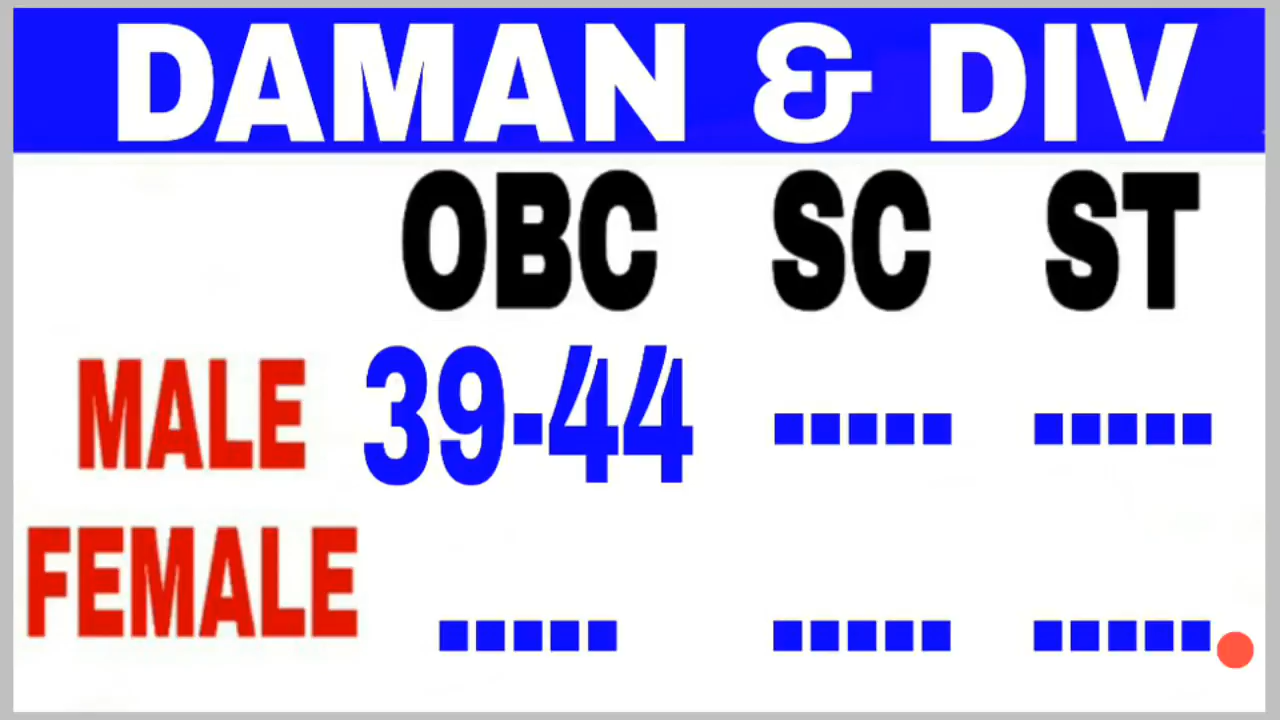 DAMAN & DIV
OBC SC ST
MALE 39-44 ----- -----
FEMALE ----- ----- -----